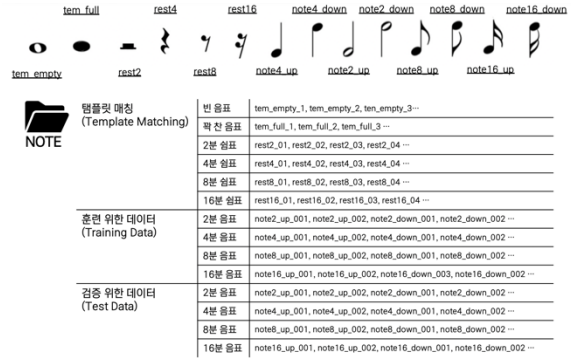 tem_full rest4 rest16 note4_down note2_down note16_down
tem_empty rest2 rest8 note4_up note2_up note8_up note16_up
NOTE
탬플릿 매칭
(Template Matching)
빈 음표 tem_empty_1, tem_empty_2, ten_empty_3…
꽉 찬 음표 tem_full_1, tem_full_2, tem_full_3 …
2분 쉼표 rest2_01, rest2_02, rest2_03, rest2_04 …
4분 쉼표 rest4_01, rest4_02, rest4_03, rest4_04 …
8분 쉼표 rest8_01, rest8_02, rest8_03, rest8_04 …
16분 쉼표 rest16_01, rest16_02, rest16_03, rest16_04 …
훈련 위한 데이터
(Training Data)
2분 음표 note2_up_001, note2_up_002, note2_down_001, note2_down_002 …
4분 음표 note4_up_001, note4_up_002, note4_down_001, note4_down_002 …
8분 음표 note8_up_001, note8_up_002, note8_down_001, note8_down_002 …
16분 음표 note16_up_001, note16_up_002, note16_down_003, note16_down_002 …
검증 위한 데이터
(Test Data)
2분 음표 note2_up_001, note2_up_002, note2_down_001, note2_down_002 …
4분 음표 note4_up_001, note4_up_002, note4_down_001, note4_down_002 …
8분 음표 note8_up_001, note8_up_002, note8_down_001, note8_down_002 …
16분 음표 note16_up_001, note16_up_002, note16_down_001, note16_down_002 …